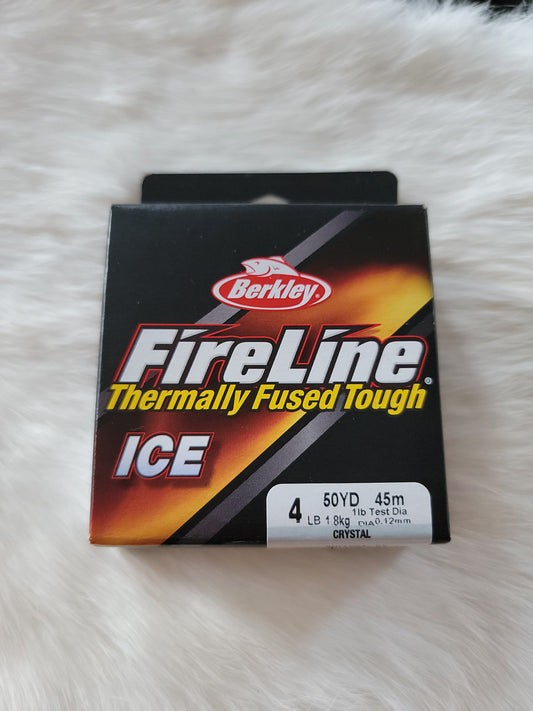 Berkley
FireLine®
Thermally Fused Tough
ICE
4 50YD 45m
1lb Test Dia
LB 1.8kg DIA 0.12mm
CRYSTAL